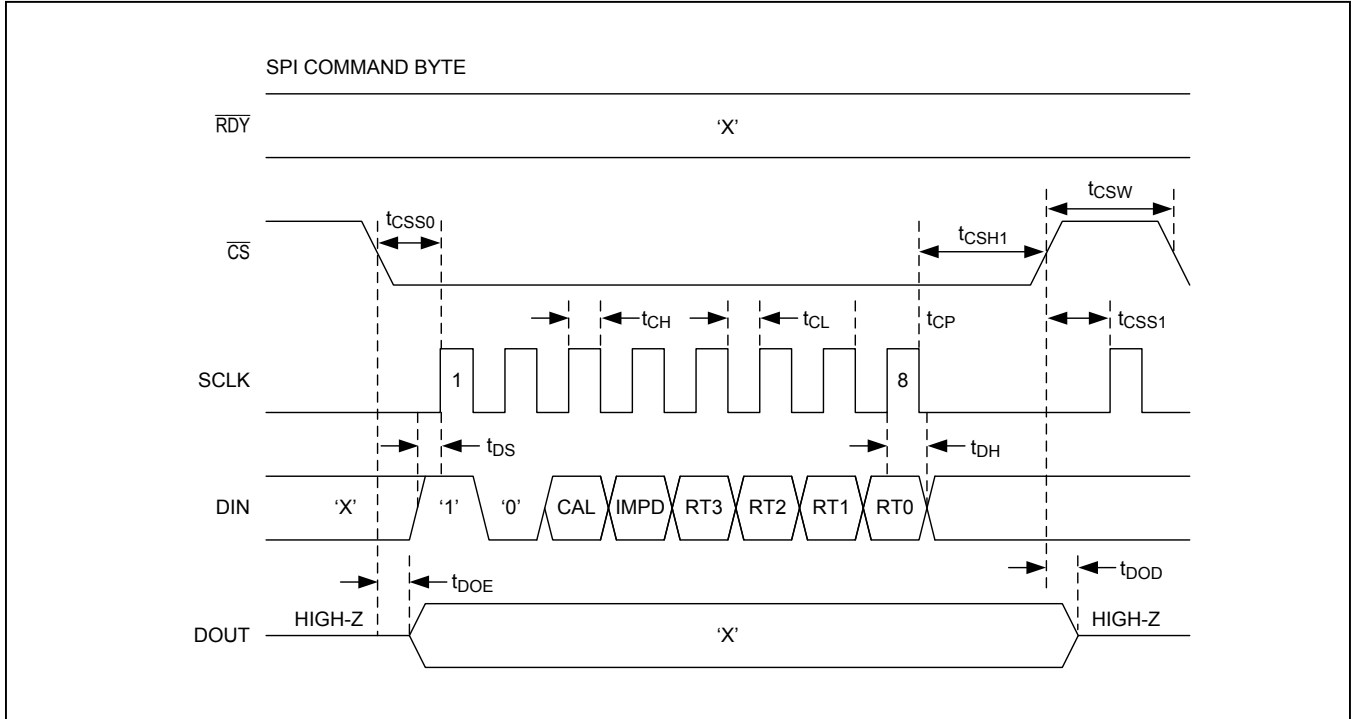 SPI COMMAND BYTE
RDY
'X'
tCSW
tCSS0
CS
tCSH1
tCH
tCL
tCP
tCSS1
SCLK
1
8
tDS
tDH
DIN
'X'
'1'
'0'
CAL
IMPD
RT3
RT2
RT1
RT0
tDOE
tDOD
DOUT
HIGH-Z
'X'
HIGH-Z